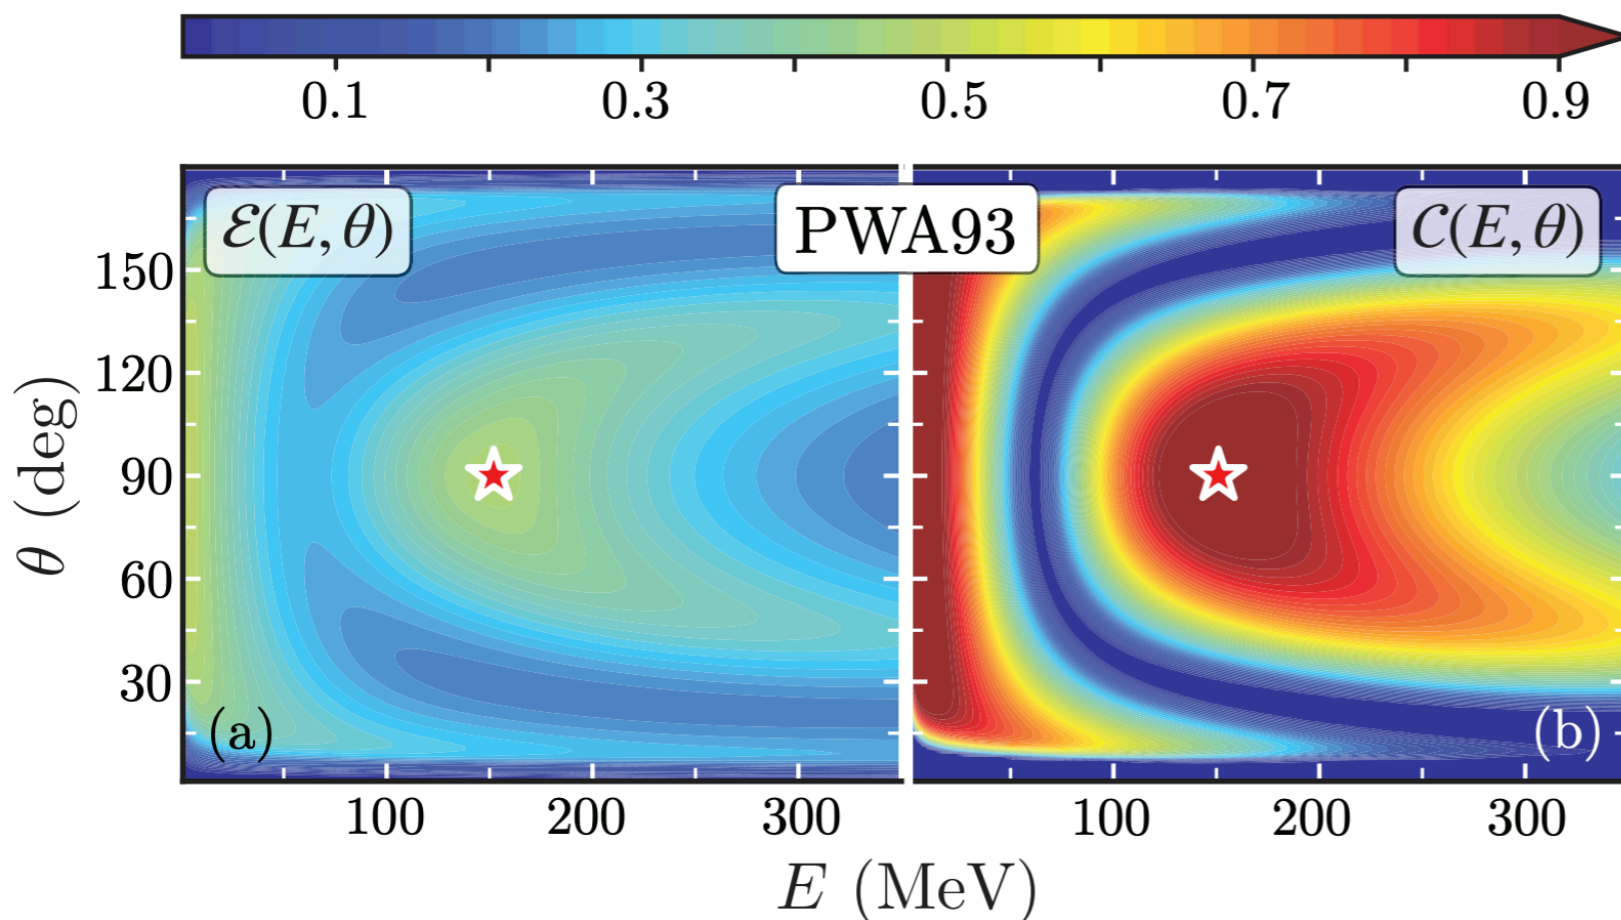 0.1 0.3 0.5 0.7 0.9
ℰ(E, θ) PWA93 𝒞(E, θ)
150
120
90
60
30
θ (deg)
(a) (b)
100 200 300 100 200 300
E (MeV)